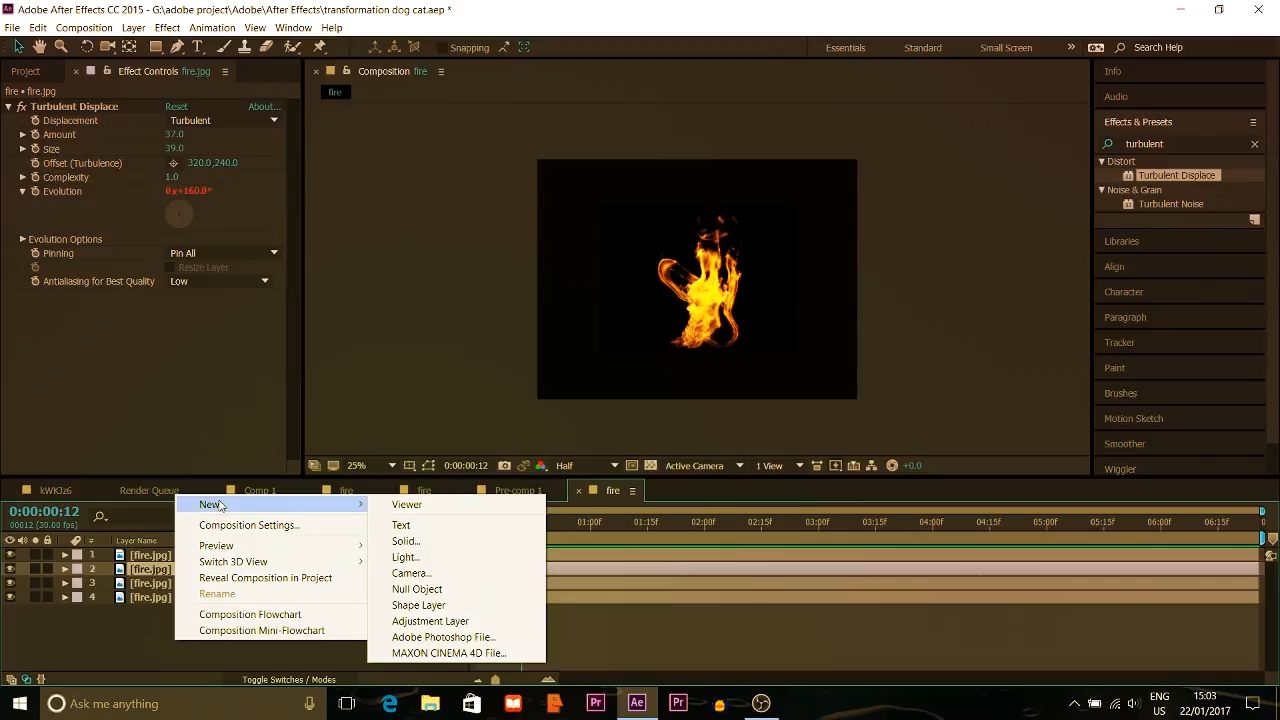 Adobe After Effects CC 2015 - G:\adobe project\Adobe\After Effects\transformation dog cat.aep *
File Edit Composition Layer Effect Animation View Window Help
Snapping
Essentials Standard Small Screen Search Help
Project Effect Controls fire.jpg
Composition fire
Info
fire • fire.jpg
fire
Audio
fx Turbulent Displace Reset About...
Displacement Turbulent
Effects & Presets
Amount 37.0
turbulent
Size 39.0
Offset (Turbulence) 320.0,240.0
Distort
Complexity 1.0
Turbulent Displace
Evolution 0x+160.0°
Noise & Grain
Turbulent Noise
Evolution Options
Libraries
Pinning Pin All
Resize Layer
Align
Antialiasing for Best Quality Low
Character
Paragraph
Tracker
Paint
Brushes
Motion Sketch
Smoother
25% 0:00:00:12 Half Active Camera 1 View +0.0
Wiggler
kWKJz6 Render Queue Comp 1 fire fire Pre-comp 1 fire
0:00:00:12
00012 (30.00 fps)
01:00f 01:15f 02:00f 02:15f 03:00f 03:15f 04:00f 04:15f 05:00f 05:15f 06:00f 06:15f
# Layer Name
1 [fire.jpg]
2 [fire.jpg]
3 [fire.jpg]
4 [fire.jpg]
New
Composition Settings...
Preview
Switch 3D View
Reveal Composition in Project
Rename
Composition Flowchart
Composition Mini-Flowchart
Viewer
Text
Solid...
Light...
Camera...
Null Object
Shape Layer
Adjustment Layer
Adobe Photoshop File...
MAXON CINEMA 4D File...
Toggle Switches / Modes
Ask me anything
Pr Ae Pr
ENG
US
15:03
22/01/2017